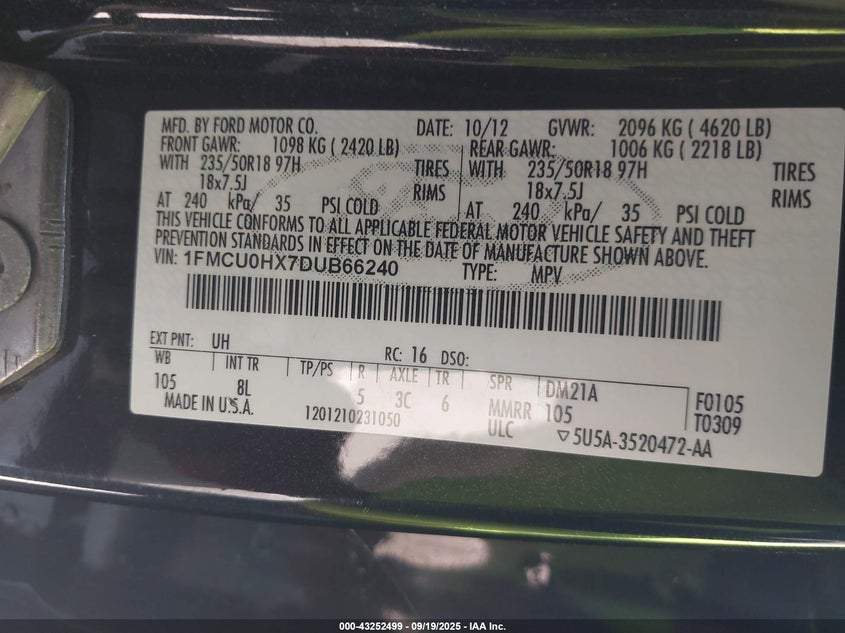 MFD. BY FORD MOTOR CO. DATE: 10/12 GVWR: 2096 KG ( 4620 LB)
FRONT GAWR: 1098 KG ( 2420 LB) REAR GAWR: 1006 KG ( 2218 LB)
WITH 235/50R18 97H TIRES WITH 235/50R18 97H TIRES
18x7.5J RIMS 18x7.5J RIMS
AT 240 kPa/ 35 PSI COLD AT 240 kPa/ 35 PSI COLD
THIS VEHICLE CONFORMS TO ALL APPLICABLE FEDERAL MOTOR VEHICLE SAFETY AND THEFT
PREVENTION STANDARDS IN EFFECT ON THE DATE OF MANUFACTURE SHOWN ABOVE.
VIN: 1FMCU0HX7DUB66240 TYPE: MPV
EXT PNT: UH RC: 16 DSO:
WB INT TR TP/PS R AXLE TR SPR DM21A F0105
105 8L 5 3C 6 MMRR 105 T0309
MADE IN U.S.A. 1201210231050 ULC ▽5U5A-3520472-AA
000-43252499 - 09/19/2025 - IAA Inc.